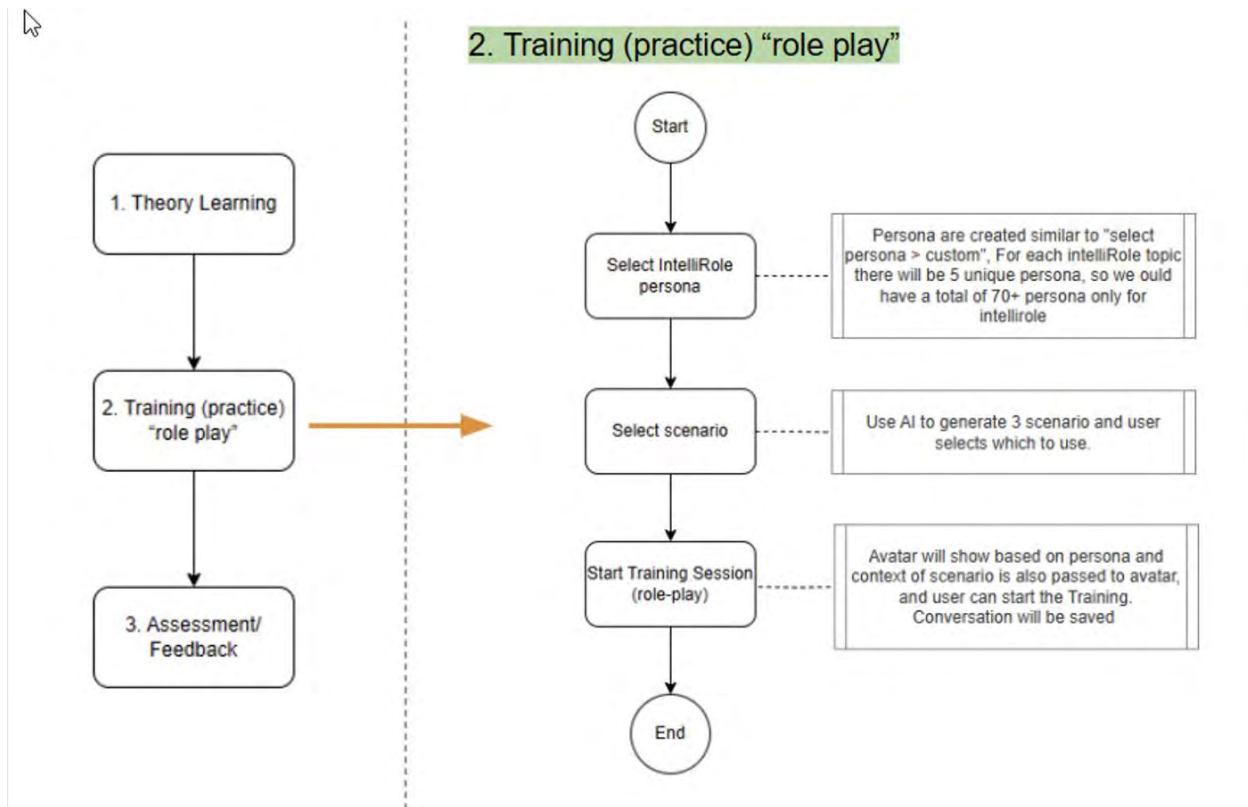 2. Training (practice) “role play”
1. Theory Learning
2. Training (practice)
“role play”
3. Assessment/
Feedback
Start
Select IntelliRole
persona
Persona are created similar to "select
persona > custom", For each intelliRole topic
there will be 5 unique persona, so we ould
have a total of 70+ persona only for
intellirole
Select scenario
Use AI to generate 3 scenario and user
selects which to use.
Start Training Session
(role-play)
Avatar will show based on persona and
context of scenario is also passed to avatar,
and user can start the Training.
Conversation will be saved
End